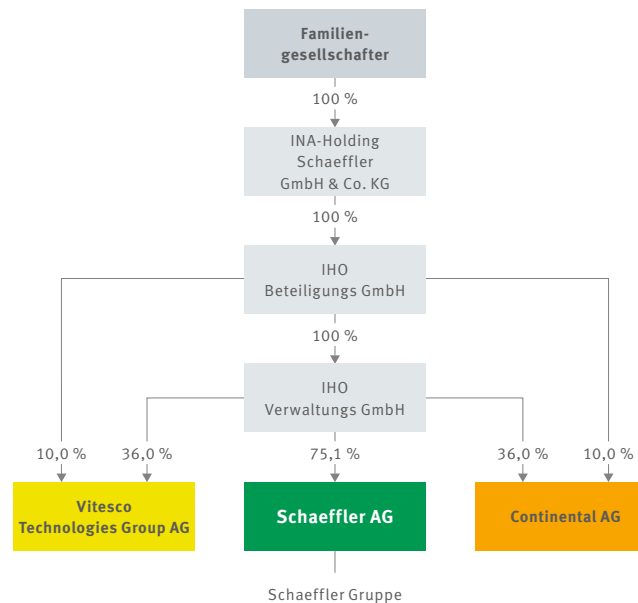 Familien-
gesellschafter
100 %
INA-Holding
Schaeffler
GmbH & Co. KG
100 %
IHO
Beteiligungs GmbH
100 %
IHO
Verwaltungs GmbH
10,0 % 36,0 % 75,1 % 36,0 % 10,0 %
Vitesco
Technologies Group AG
Schaeffler AG
Continental AG
Schaeffler Gruppe